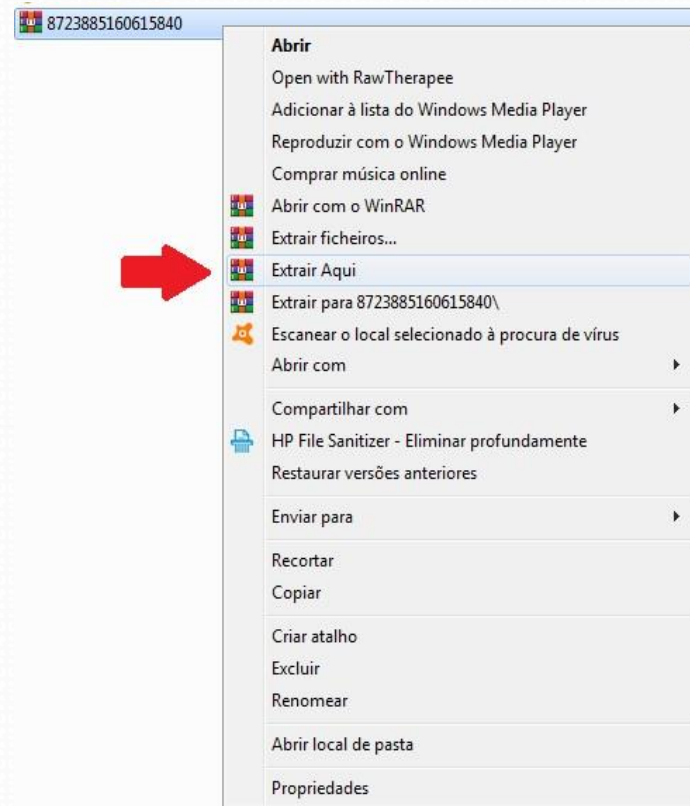 8723885160615840
Abrir
Open with RawTherapee
Adicionar à lista do Windows Media Player
Reproduzir com o Windows Media Player
Comprar música online
Abrir com o WinRAR
Extrair ficheiros...
Extrair Aqui
Extrair para 8723885160615840\
Escanear o local selecionado à procura de vírus
Abrir com
Compartilhar com
HP File Sanitizer - Eliminar profundamente
Restaurar versões anteriores
Enviar para
Recortar
Copiar
Criar atalho
Excluir
Renomear
Abrir local de pasta
Propriedades